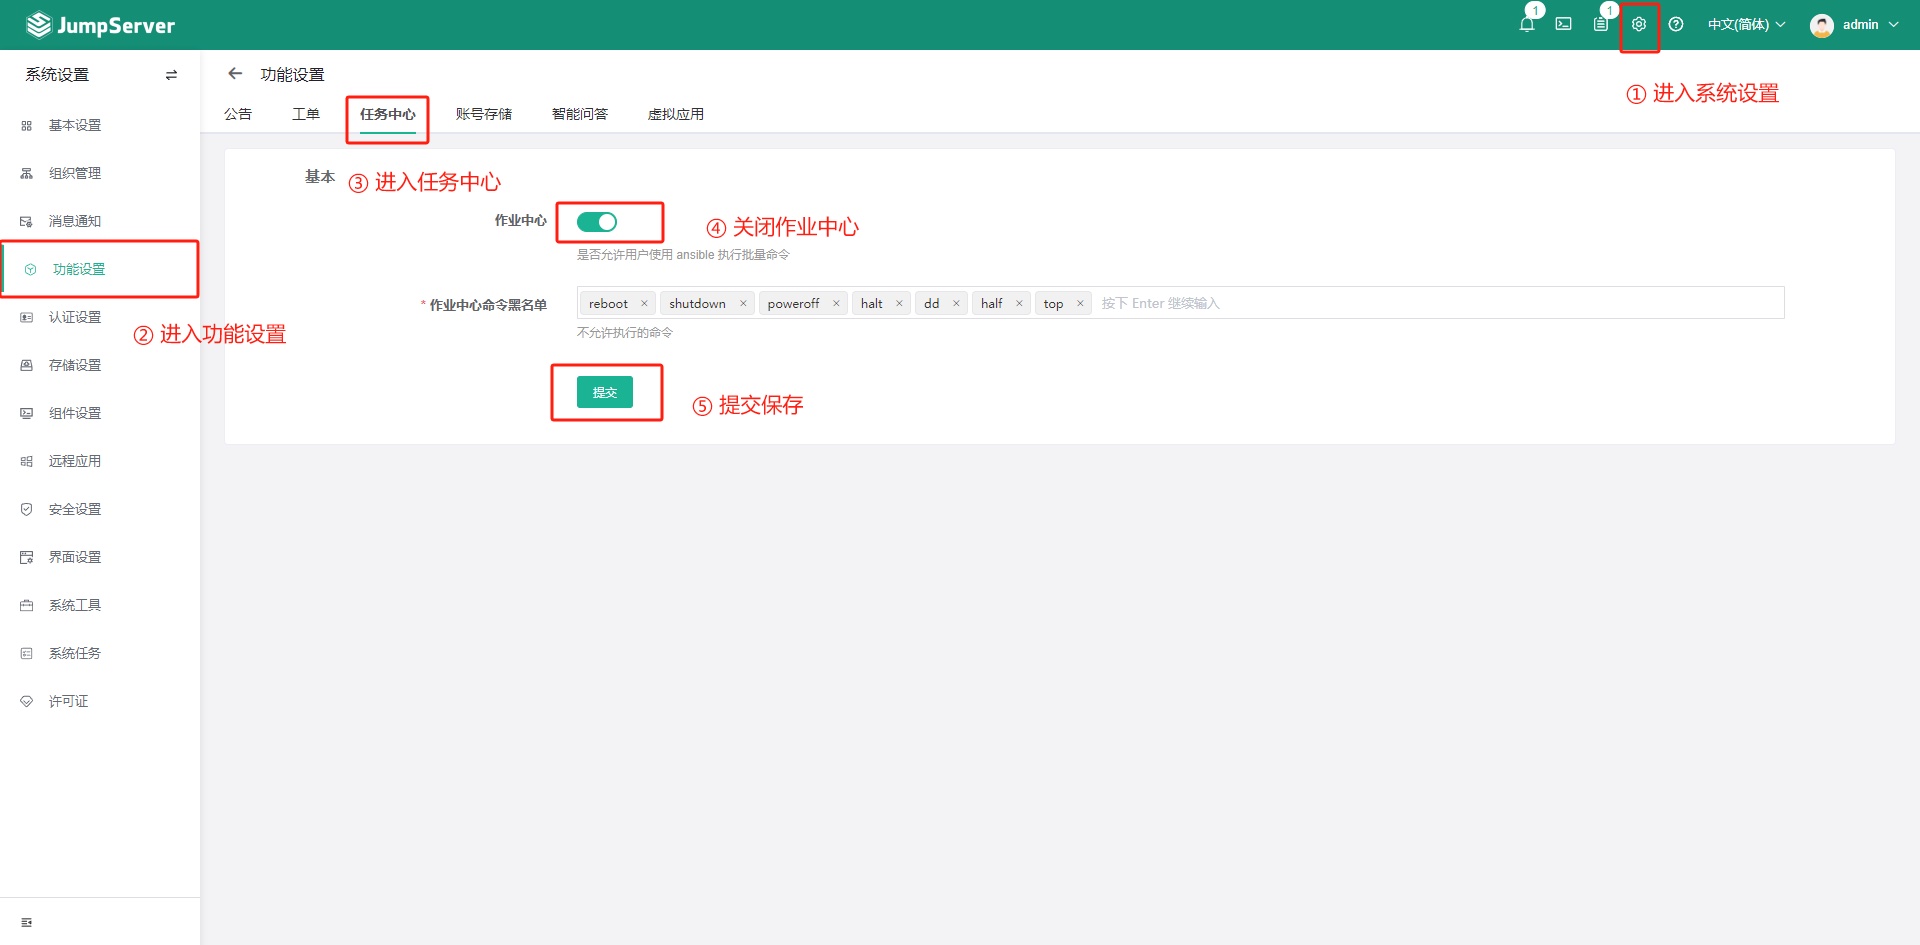 JumpServer
1
1
中文(简体)
admin
系统设置
功能设置
① 进入系统设置
公告
工单
任务中心
账号存储
智能问答
虚拟应用
基本设置
组织管理
消息通知
功能设置
认证设置
存储设置
组件设置
远程应用
安全设置
界面设置
系统工具
系统任务
许可证
② 进入功能设置
基本
③ 进入任务中心
作业中心
④ 关闭作业中心
是否允许用户使用 ansible 执行批量命令
* 作业中心命令黑名单
reboot × shutdown × poweroff × halt × dd × half × top × 按下 Enter 继续输入
不允许执行的命令
提交
⑤ 提交保存